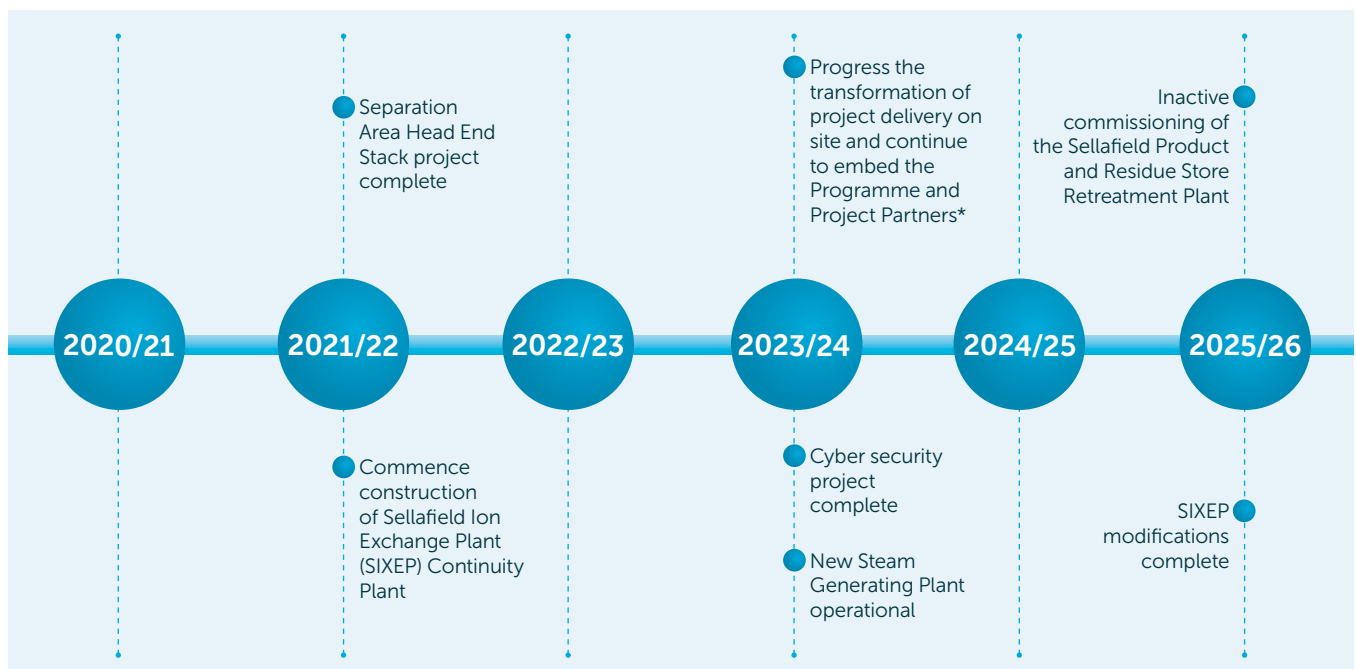 Separation
Area Head End
Stack project
complete
Progress the
transformation of
project delivery on
site and continue
to embed the
Programme and
Project Partners*
Inactive
commissioning of
the Sellafield Product
and Residue Store
Retreatment Plant
2020/21
2021/22
2022/23
2023/24
2024/25
2025/26
Commence
construction
of Sellafield Ion
Exchange Plant
(SIXEP) Continuity
Plant
Cyber security
project
complete
New Steam
Generating Plant
operational
SIXEP
modifications
complete